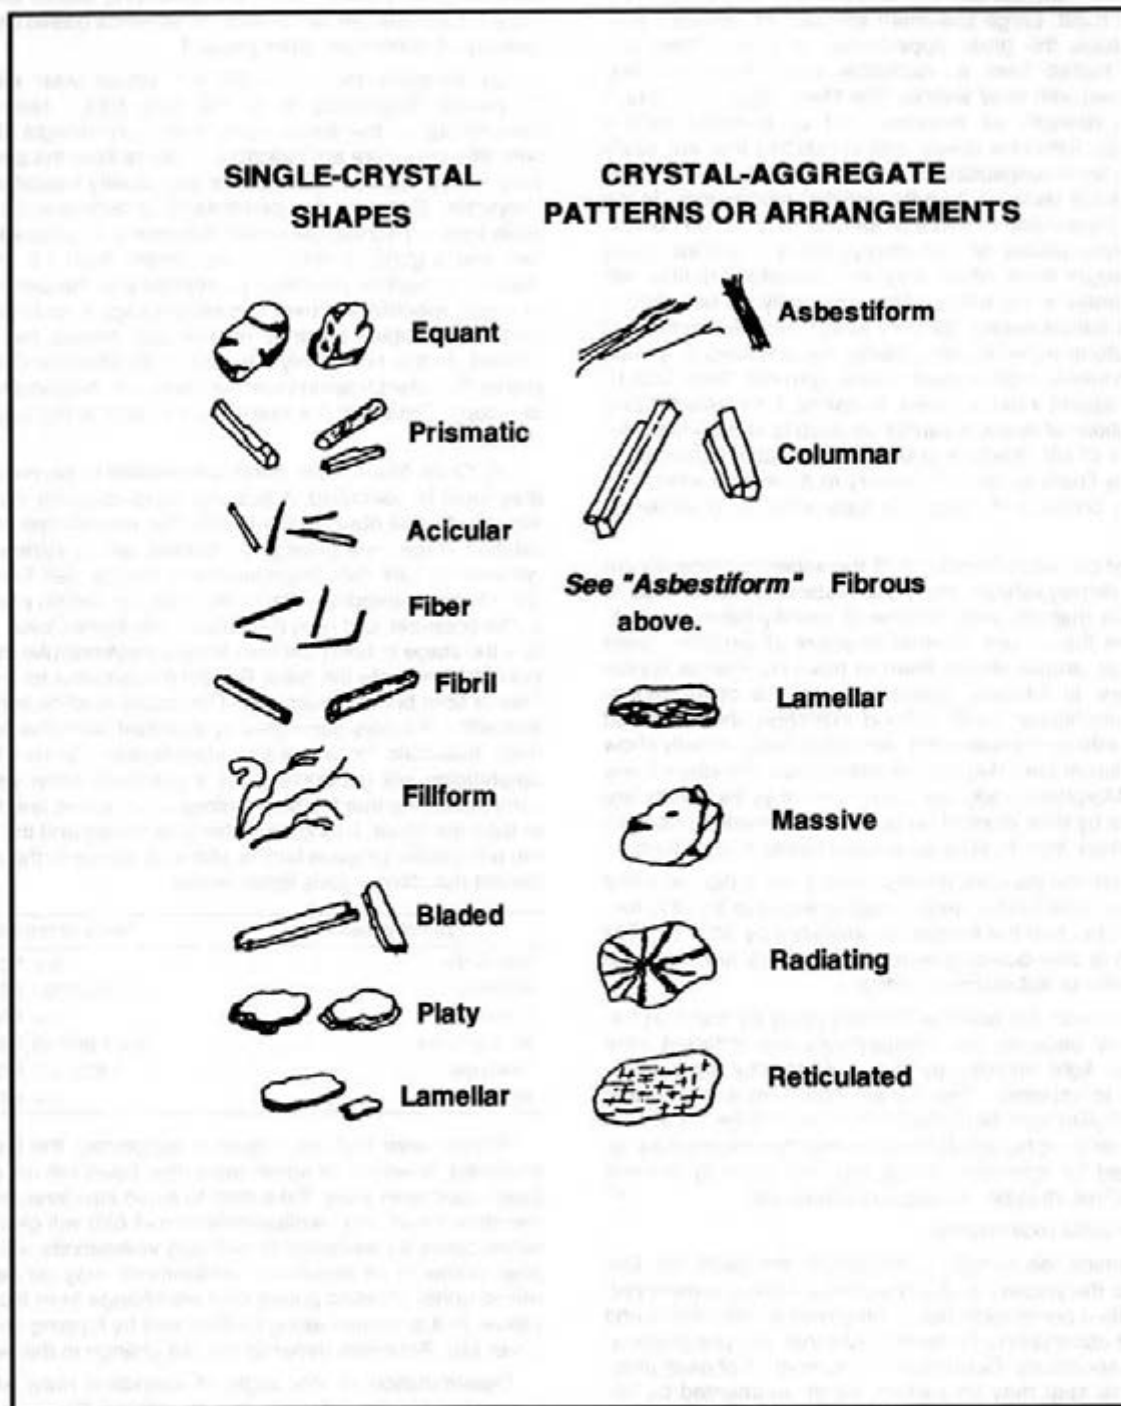 SINGLE-CRYSTAL
SHAPES
Equant
Prismatic
Acicular
Fiber
Fibril
Filiform
Bladed
Platy
Lamellar
CRYSTAL-AGGREGATE
PATTERNS OR ARRANGEMENTS
Asbestiform
Columnar
See "Asbestiform" Fibrous
above.
Lamellar
Massive
Radiating
Reticulated